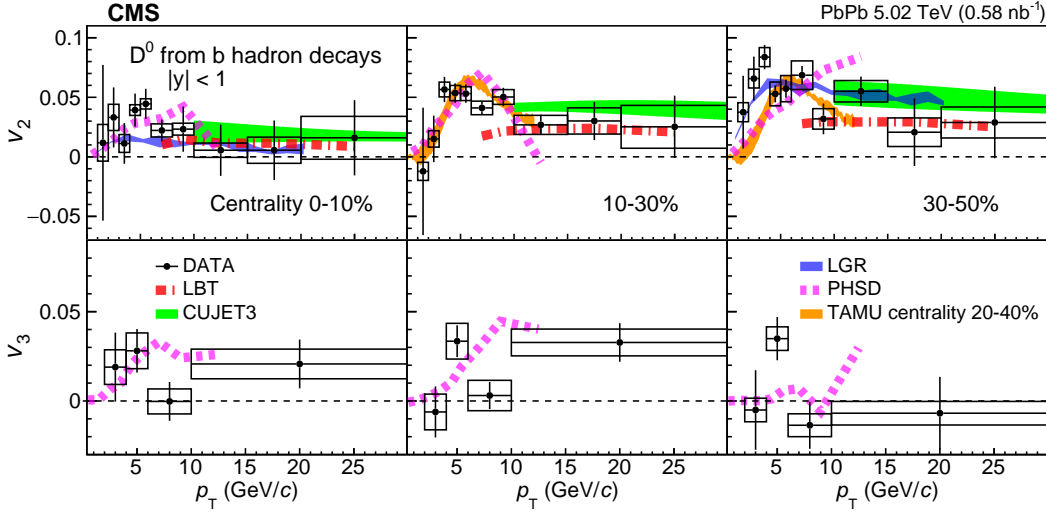 CMS PbPb 5.02 TeV (0.58 nb⁻¹)
D⁰ from b hadron decays
|y| < 1
v₂
0.1
0.05
0
−0.05
Centrality 0-10%
10-30%
30-50%
v₃
0.05
0
DATA
LBT
CUJET3
LGR
PHSD
TAMU centrality 20-40%
5 10 15 20 25
5 10 15 20 25
5 10 15 20 25
p_T (GeV/c)
p_T (GeV/c)
p_T (GeV/c)